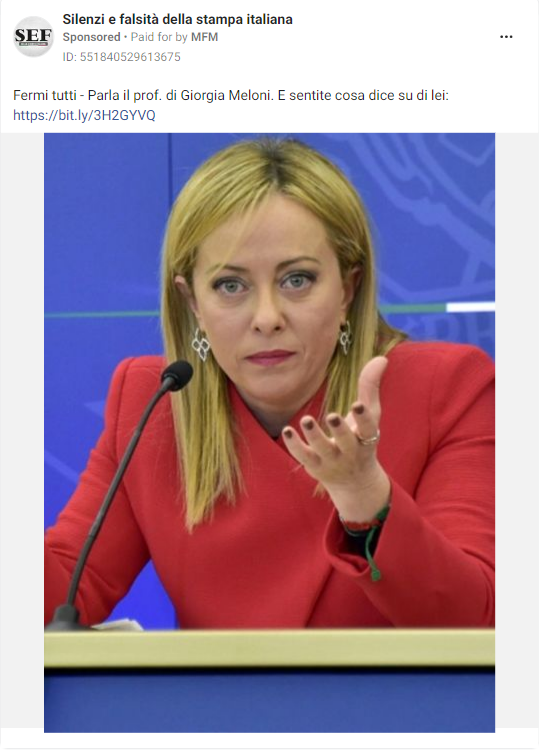 Silenzi e falsità della stampa italiana
SEF
Sponsored • Paid for by MFM
ID: 551840529613675
Fermi tutti - Parla il prof. di Giorgia Meloni. E sentite cosa dice su di lei:
https://bit.ly/3H2GYVQ